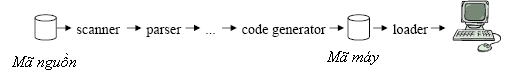 scanner parser ... code generator loader
Mã nguồn Mã máy